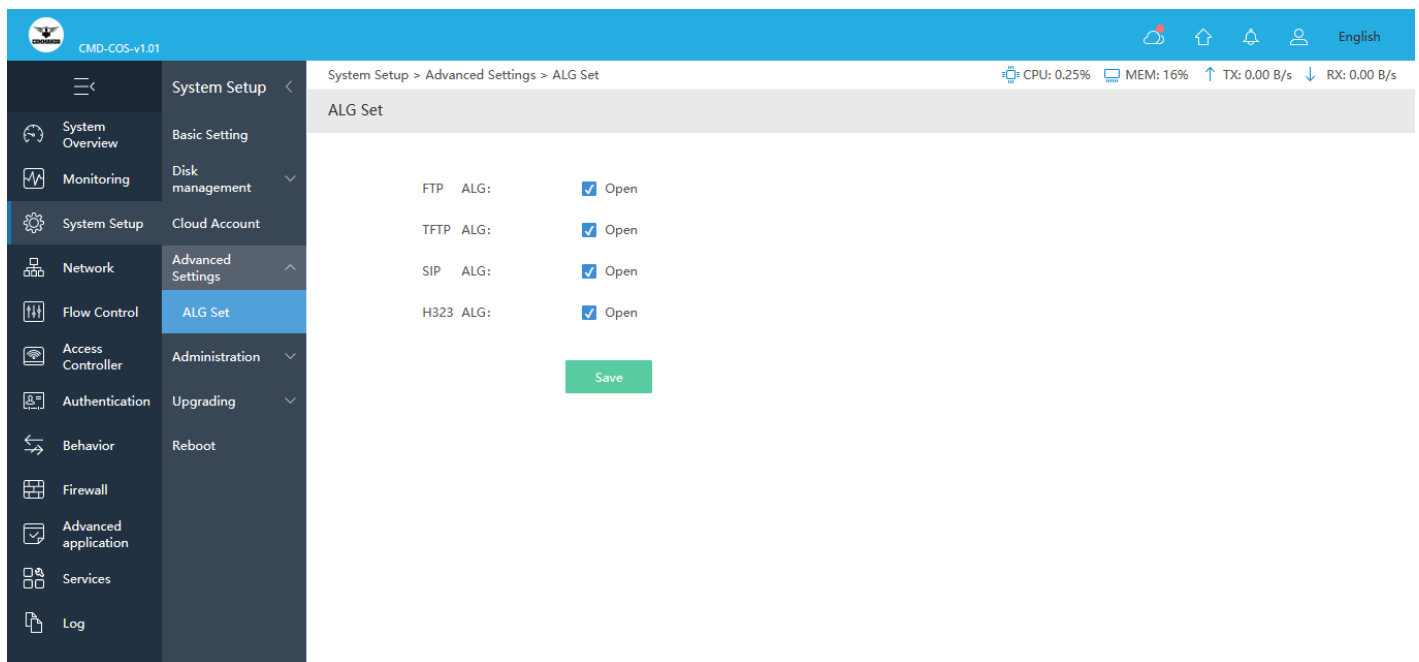 COMMANDO
CMD-COS-v1.01
English
System Setup
System Setup > Advanced Settings > ALG Set
CPU: 0.25% MEM: 16% TX: 0.00 B/s RX: 0.00 B/s
ALG Set
System
Overview
Monitoring
System Setup
Network
Flow Control
Access
Controller
Authentication
Behavior
Firewall
Advanced
application
Services
Log
Basic Setting
Disk
management
Cloud Account
Advanced
Settings
ALG Set
Administration
Upgrading
Reboot
FTP ALG: Open
TFTP ALG: Open
SIP ALG: Open
H323 ALG: Open
Save